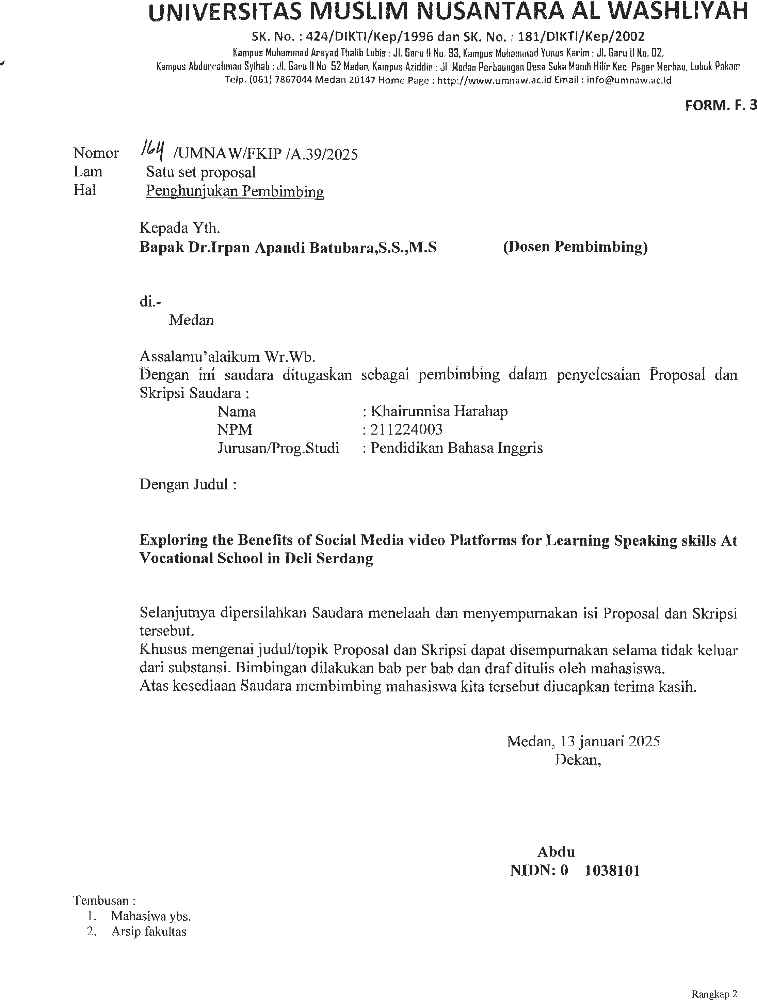 UNIVERSITAS MUSLIM NUSANTARA AL WASHLIYAH
SK. No. : 424/DIKTI/Kep/1996 dan SK. No. : 181/DIKTI/Kep/2002
Kampus Muhammad Arsyad Thalib Lubis : Jl. Garu II No. 93, Kampus Muhammad Yunus Karim : Jl. Garu II No. 02,
Kampus Abdurrahman Syihab : Jl. Garu II No 52 Medan, Kampus Aziddin : Jl Medan Perbaungan Desa Suka Mandi Hilir Kec. Pagar Merbau, Lubuk Pakam
Telp. (061) 7867044 Medan 20147 Home Page : http://www.umnaw.ac.id Email : info@umnaw.ac.id
FORM. F. 3
Nomor 164 /UMNAW/FKIP /A.39/2025
Lam Satu set proposal
Hal Penghunjukan Pembimbing
Kepada Yth.
Bapak Dr.Irpan Apandi Batubara,S.S.,M.S (Dosen Pembimbing)
di.-
Medan
Assalamu’alaikum Wr.Wb.
Dengan ini saudara ditugaskan sebagai pembimbing dalam penyelesaian Proposal dan
Skripsi Saudara :
Nama : Khairunnisa Harahap
NPM : 211224003
Jurusan/Prog.Studi : Pendidikan Bahasa Inggris
Dengan Judul :
Exploring the Benefits of Social Media video Platforms for Learning Speaking skills At
Vocational School in Deli Serdang
Selanjutnya dipersilahkan Saudara menelaah dan menyempurnakan isi Proposal dan Skripsi
tersebut.
Khusus mengenai judul/topik Proposal dan Skripsi dapat disempurnakan selama tidak keluar
dari substansi. Bimbingan dilakukan bab per bab dan draf ditulis oleh mahasiswa.
Atas kesediaan Saudara membimbing mahasiswa kita tersebut diucapkan terima kasih.
Medan, 13 januari 2025
Dekan,
Abdu
NIDN: 0 1038101
Tembusan :
1. Mahasiwa ybs.
2. Arsip fakultas
Rangkap 2